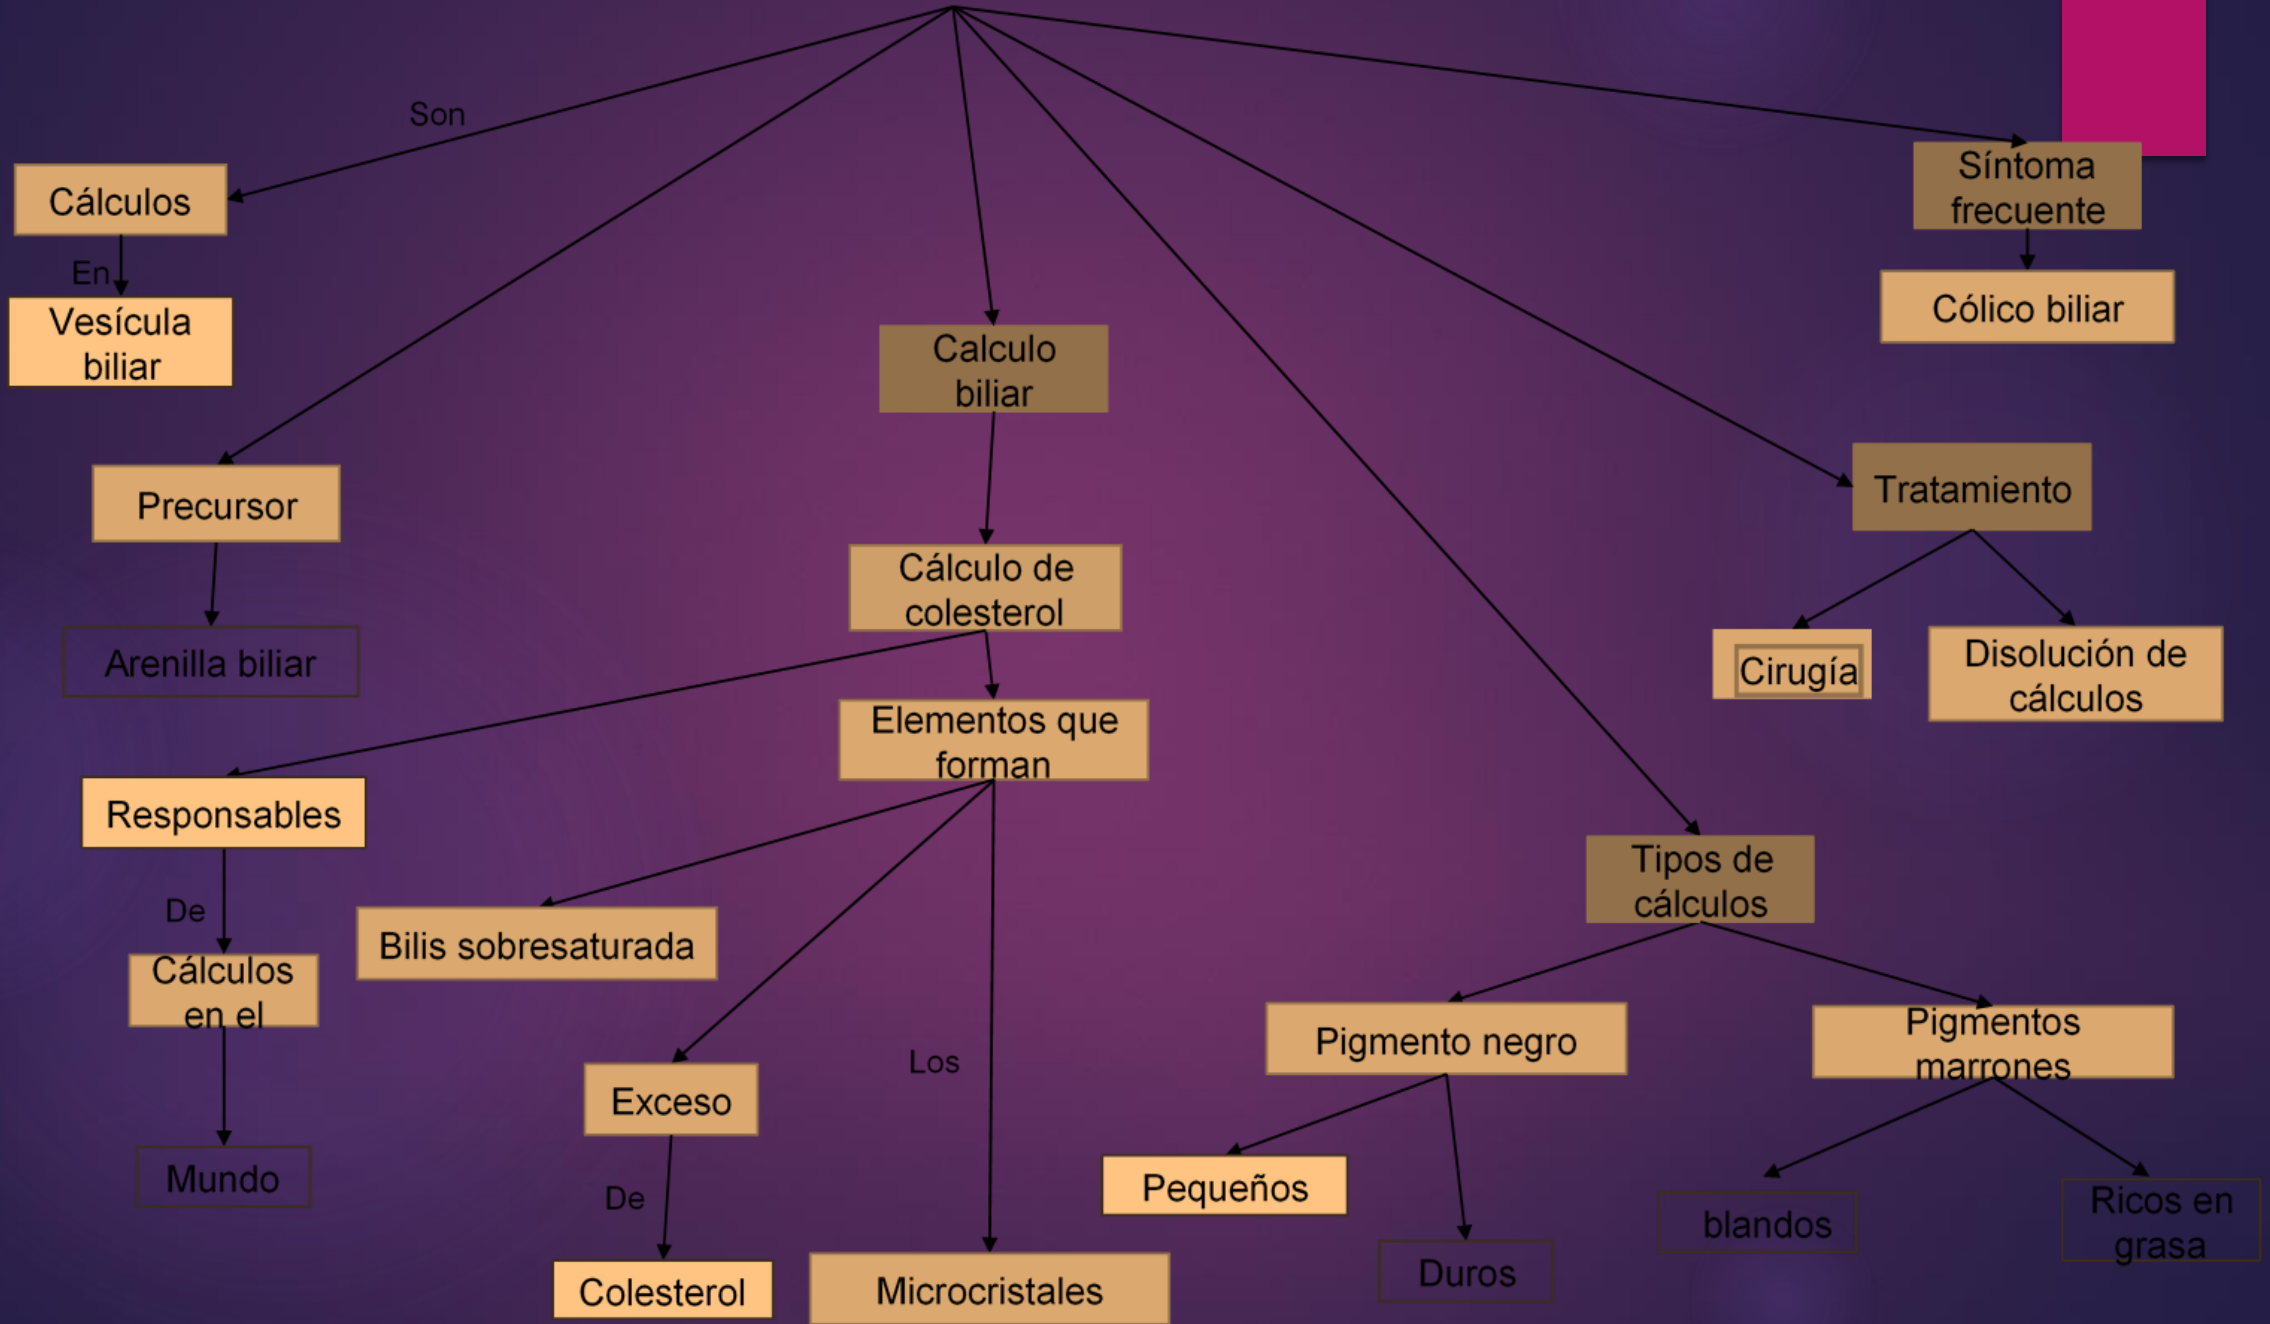 Son
Síntoma
frecuente
Cálculos
En
Vesícula
biliar
Cólico biliar
Calculo
biliar
Precursor
Tratamiento
Cálculo de
colesterol
Arenilla biliar
Cirugía
Disolución de
cálculos
Elementos que
forman
Responsables
Tipos de
cálculos
De
Bilis sobresaturada
Cálculos
en el
Pigmento negro
Pigmentos
marrones
Los
Exceso
Mundo
De
Pequeños
blandos
Ricos en
grasa
Colesterol
Microcristales
Duros